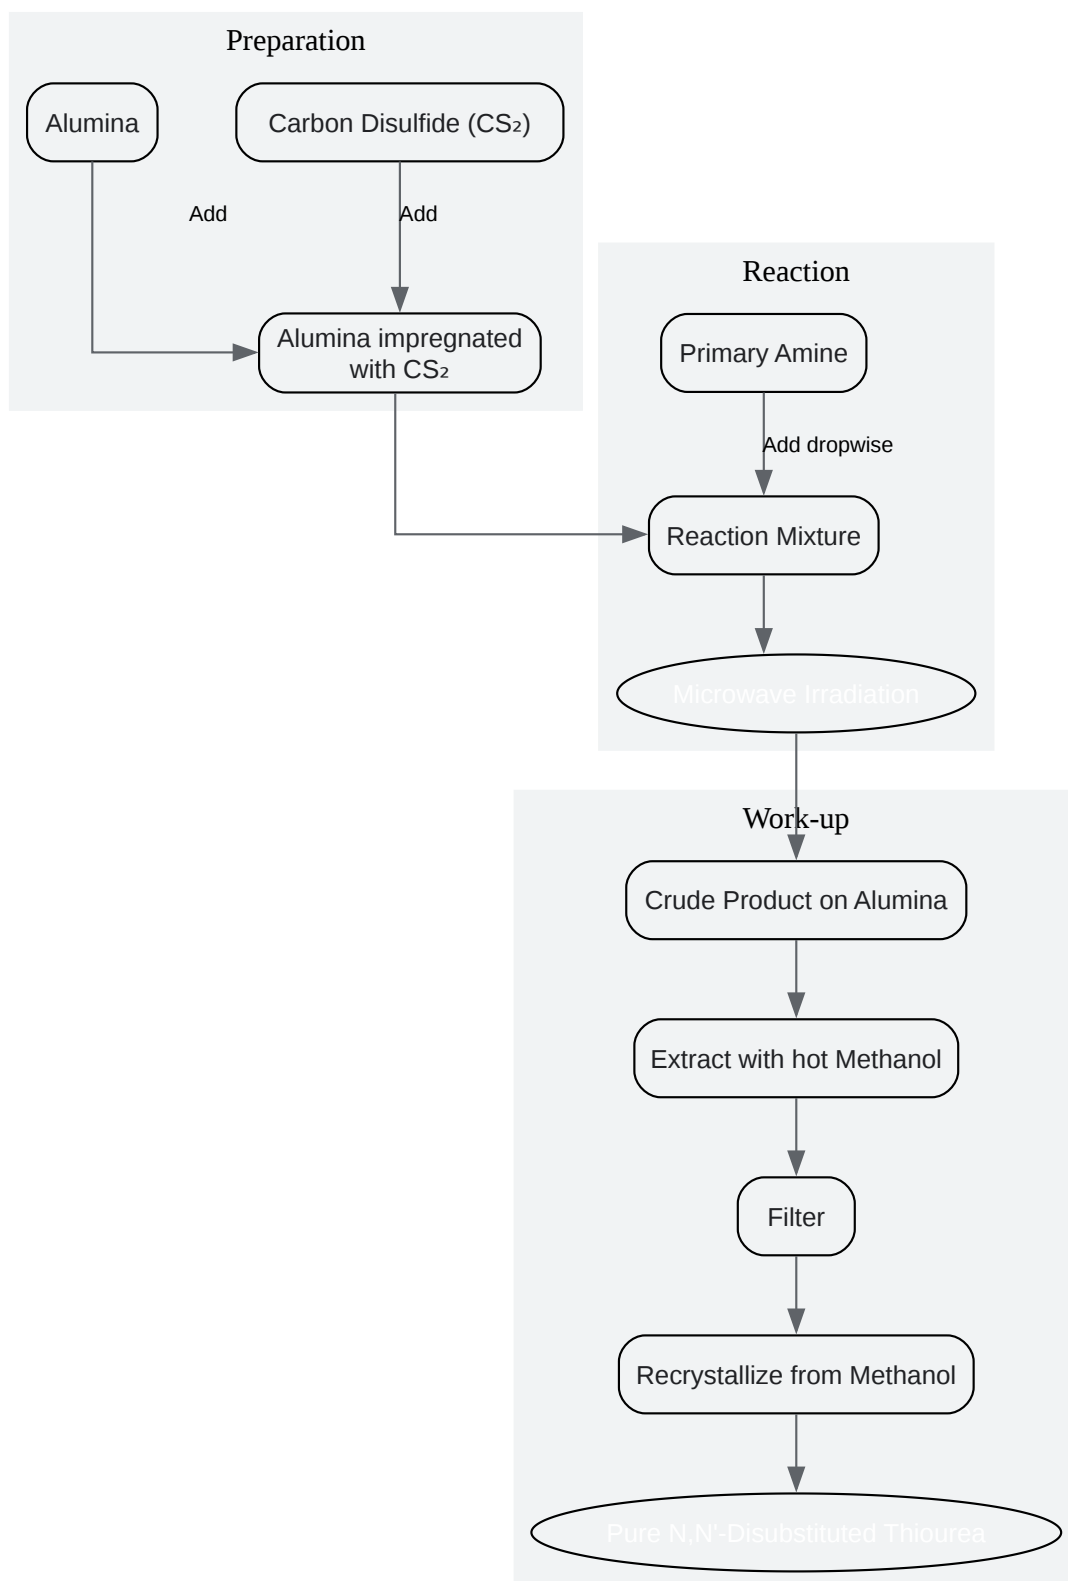 Preparation
Alumina
Carbon Disulfide (CS₂)
Add
Add
Alumina impregnated
with CS₂
Reaction
Primary Amine
Add dropwise
Reaction Mixture
Microwave Irradiation
Work-up
Crude Product on Alumina
Extract with hot Methanol
Filter
Recrystallize from Methanol
Pure N,N'-Disubstituted Thiourea